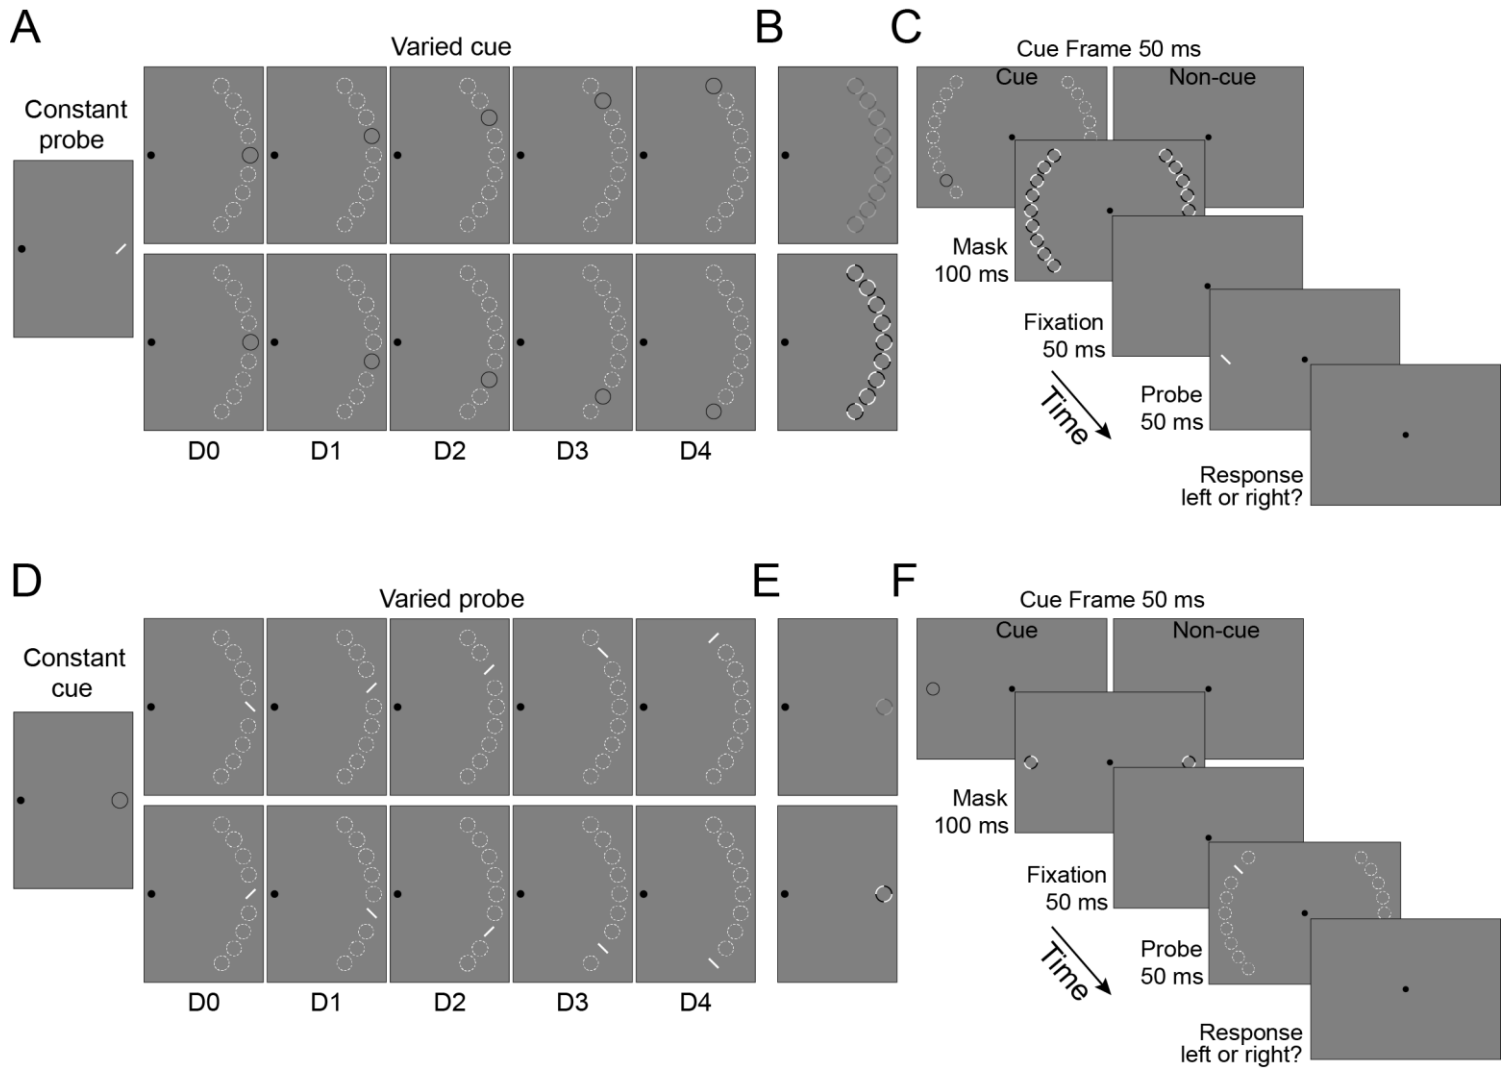 A
Varied cue
Constant
probe
D0
D1
D2
D3
D4
B
C
Cue Frame 50 ms
Cue
Non-cue
Mask
100 ms
Fixation
50 ms
Probe
50 ms
Time
Response
left or right?
D
Varied probe
Constant
cue
D0
D1
D2
D3
D4
E
F
Cue Frame 50 ms
Cue
Non-cue
Mask
100 ms
Fixation
50 ms
Probe
50 ms
Time
Response
left or right?